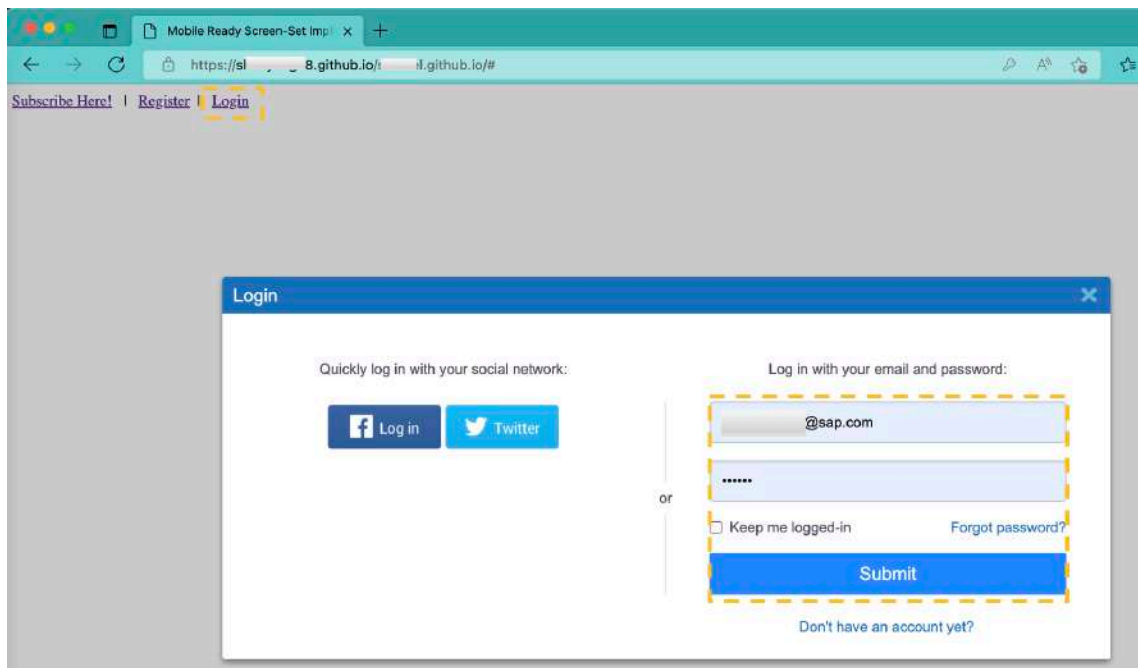 Mobile Ready Screen-Set Imp
https://sl 8.github.io/ l.github.io/#
Subscribe Here! | Register | Login
Login
Quickly log in with your social network:
Log in with your email and password:
Log in
Twitter
@sap.com
••••••
or
Keep me logged-in
Forgot password?
Submit
Don't have an account yet?